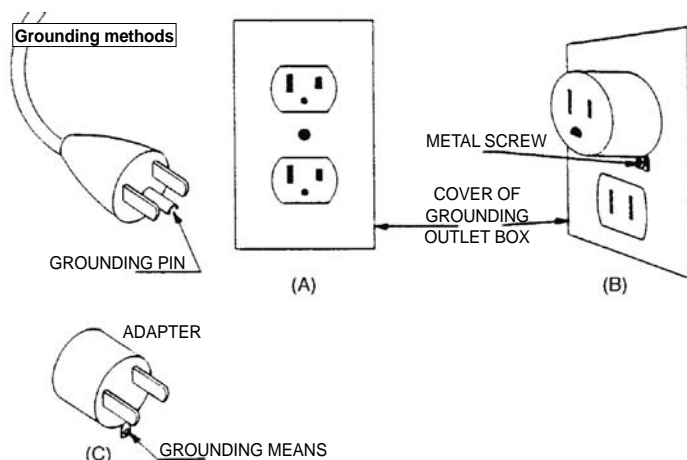 Grounding methods
METAL SCREW
COVER OF
GROUNDING
OUTLET BOX
GROUNDING PIN
(A)
(B)
ADAPTER
(C)
GROUNDING MEANS